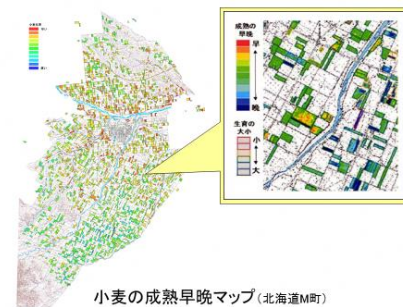 成熟の
早晩
早
晩
生育の
大小
小
大
小麦の成熟早晩マップ(北海道M町)